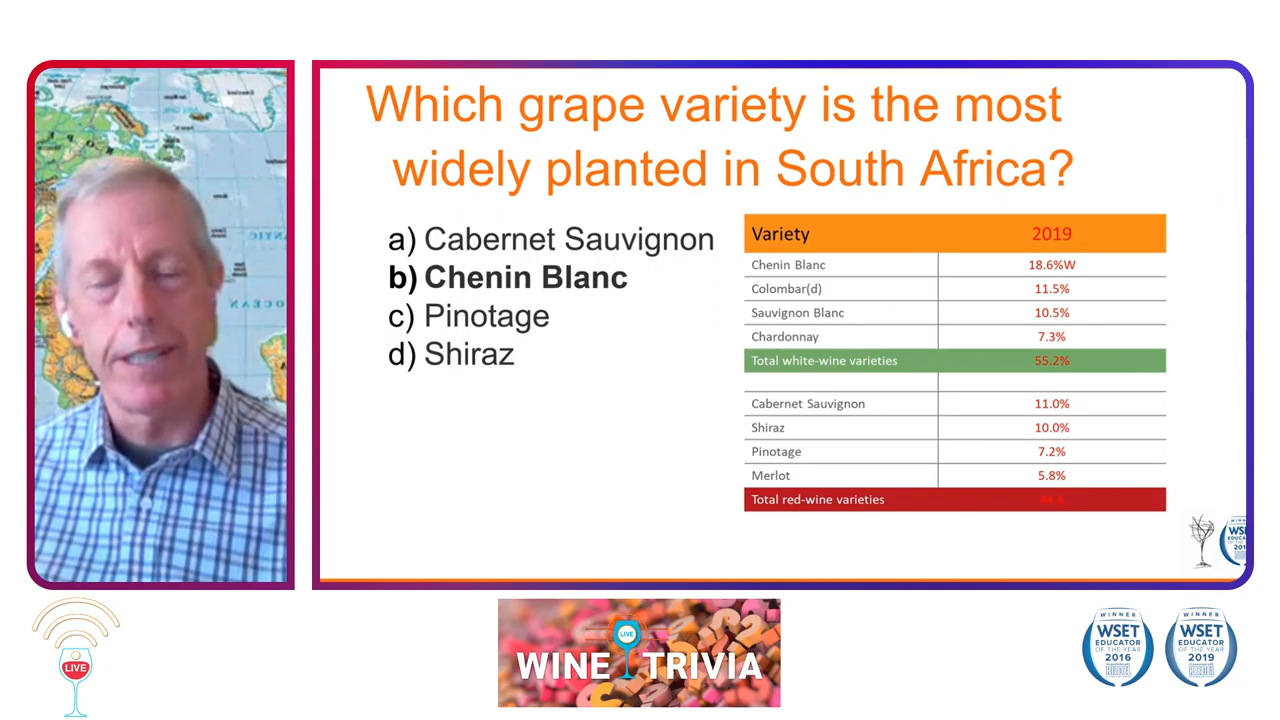 Which grape variety is the most
widely planted in South Africa?
a) Cabernet Sauvignon
b) Chenin Blanc
c) Pinotage
d) Shiraz
Variety 2019
Chenin Blanc 18.6%W
Colombar(d) 11.5%
Sauvignon Blanc 10.5%
Chardonnay 7.3%
Total white-wine varieties 55.2%
Cabernet Sauvignon 11.0%
Shiraz 10.0%
Pinotage 7.2%
Merlot 5.8%
Total red-wine varieties
LIVE
LIVE
WINE TRIVIA
WINNER
WSET
EDUCATOR
OF THE YEAR
2016
RIEDEL
WINNER
WSET
EDUCATOR
OF THE YEAR
2019
RIEDEL